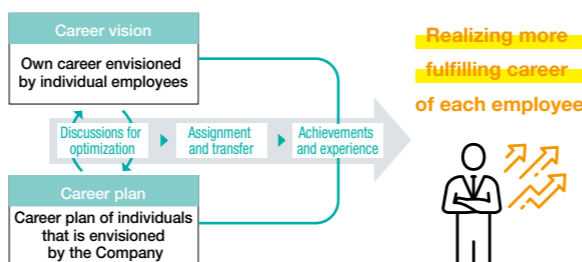 Career vision
Own career envisioned
by individual employees
Discussions for
optimization
Assignment
and transfer
Achievements
and experience
Career plan
Career plan of individuals
that is envisioned
by the Company
Realizing more
fulfilling career
of each employee